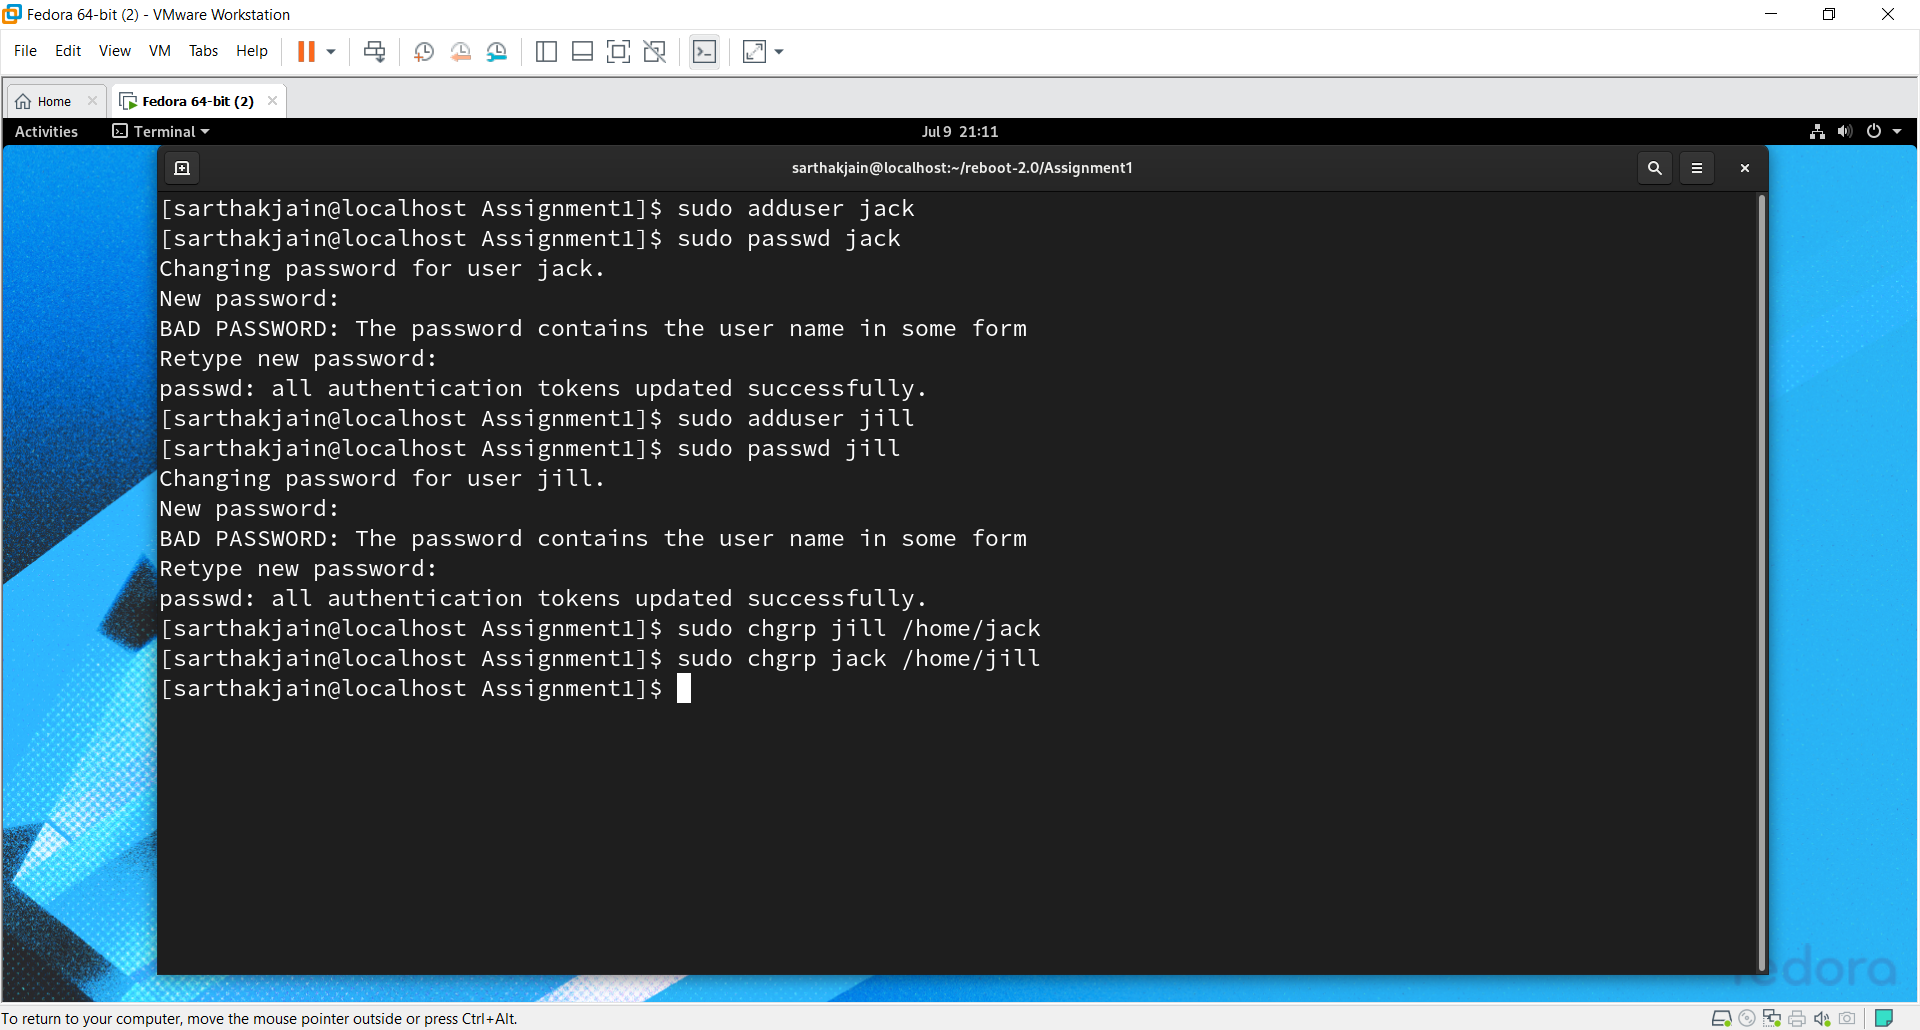 Fedora 64-bit (2) - VMware Workstation
File Edit View VM Tabs Help
Home Fedora 64-bit (2)
Activities Terminal Jul 9 21:11
sarthakjain@localhost:~/reboot-2.0/Assignment1
[sarthakjain@localhost Assignment1]$ sudo adduser jack
[sarthakjain@localhost Assignment1]$ sudo passwd jack
Changing password for user jack.
New password:
BAD PASSWORD: The password contains the user name in some form
Retype new password:
passwd: all authentication tokens updated successfully.
[sarthakjain@localhost Assignment1]$ sudo adduser jill
[sarthakjain@localhost Assignment1]$ sudo passwd jill
Changing password for user jill.
New password:
BAD PASSWORD: The password contains the user name in some form
Retype new password:
passwd: all authentication tokens updated successfully.
[sarthakjain@localhost Assignment1]$ sudo chgrp jill /home/jack
[sarthakjain@localhost Assignment1]$ sudo chgrp jack /home/jill
[sarthakjain@localhost Assignment1]$
fedora
To return to your computer, move the mouse pointer outside or press Ctrl+Alt.